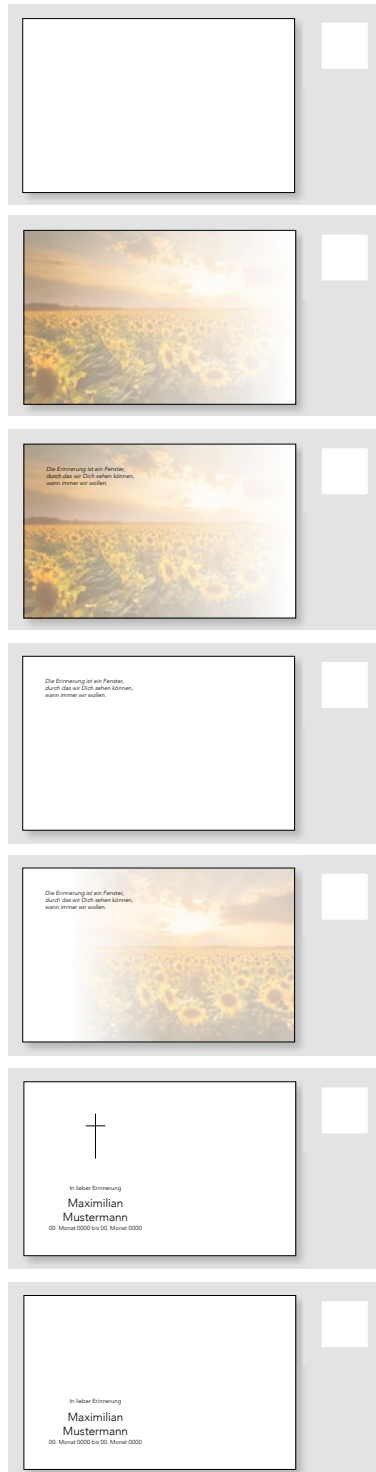 Die Erinnerung ist ein Fenster,
durch das wir Dich sehen können,
wann immer wir wollen.
Die Erinnerung ist ein Fenster,
durch das wir Dich sehen können,
wann immer wir wollen.
Die Erinnerung ist ein Fenster,
durch das wir Dich sehen können,
wann immer wir wollen.
In lieber Erinnerung
Maximilian
Mustermann
00. Monat 0000 bis 00. Monat 0000
In lieber Erinnerung
Maximilian
Mustermann
00. Monat 0000 bis 00. Monat 0000